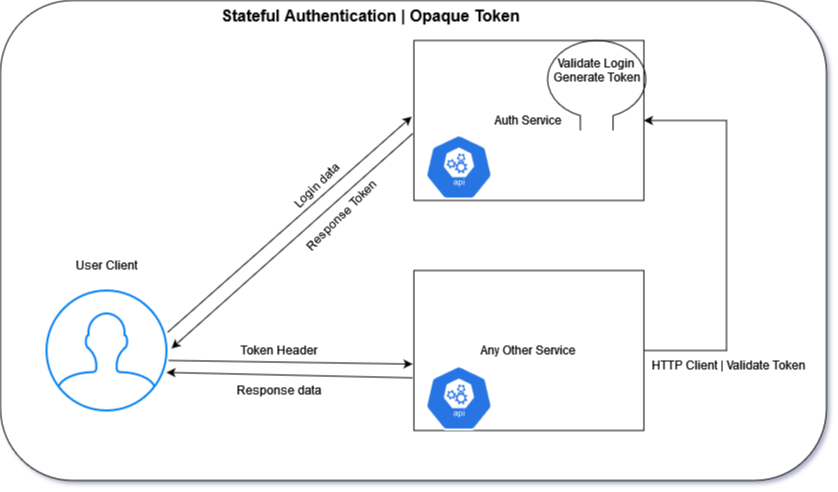 Stateful Authentication | Opaque Token
Validate Login
Generate Token
Auth Service
api
Login data
Response Token
User Client
Token Header
Response data
Any Other Service
api
HTTP Client | Validate Token